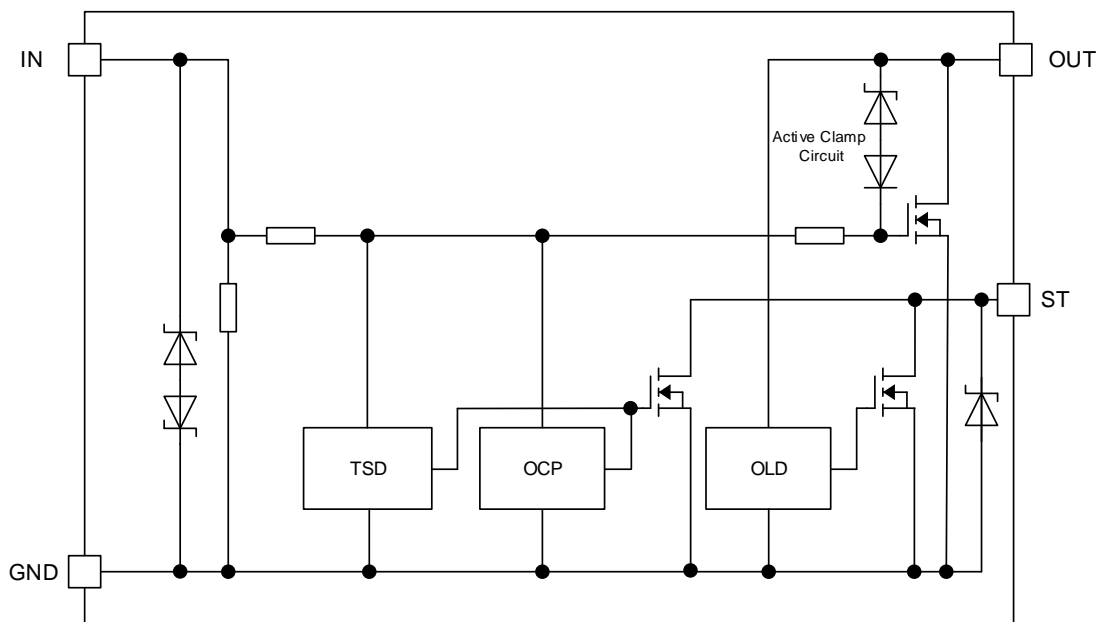 IN
OUT
Active Clamp
Circuit
ST
TSD
OCP
OLD
GND